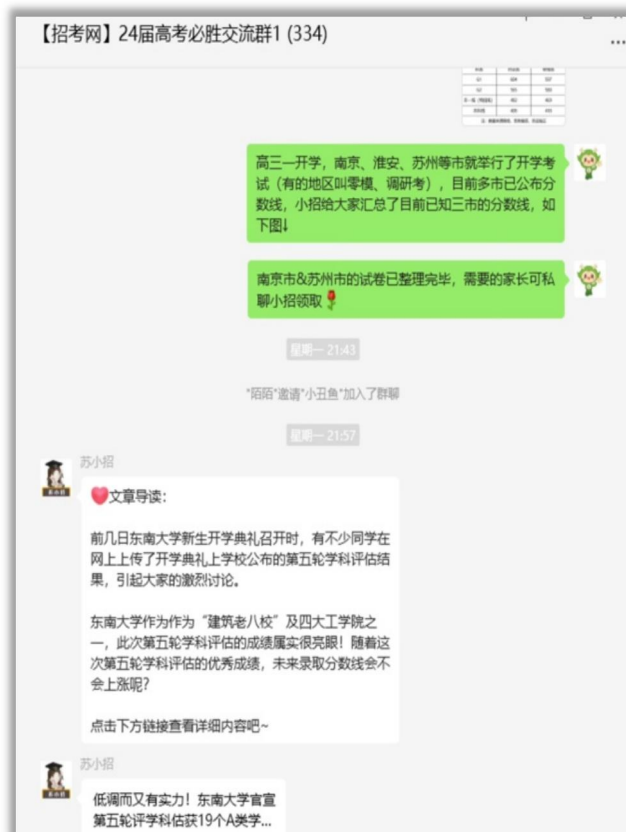 【招考网】24届高考必胜交流群1 (334)
高三一开学，南京、淮安、苏州等市就举行了开学考
试（有的地区叫零模、调研考），目前多市已公布分
数线，小招给大家汇总了目前已知三市的分数线，如
下图↓
南京市&苏州市的试卷已整理完毕，需要的家长可私
聊小招领取
星期一 21:43
"陌陌"邀请"小丑鱼"加入了群聊
星期一 21:57
苏小招
文章导读：
前几日东南大学新生开学典礼召开时，有不少同学在
网上上传了开学典礼上学校公布的第五轮学科评估结
果，引起大家的激烈讨论。
东南大学作为作为“建筑老八校”及四大工学院之
一，此次第五轮学科评估的成绩属实很亮眼！随着这
次第五轮学科评估的优秀成绩，未来录取分数线会不
会上涨呢？
点击下方链接查看详细内容吧~
苏小招
低调而又有实力！东南大学官宣
第五轮评学科估获19个A类学...